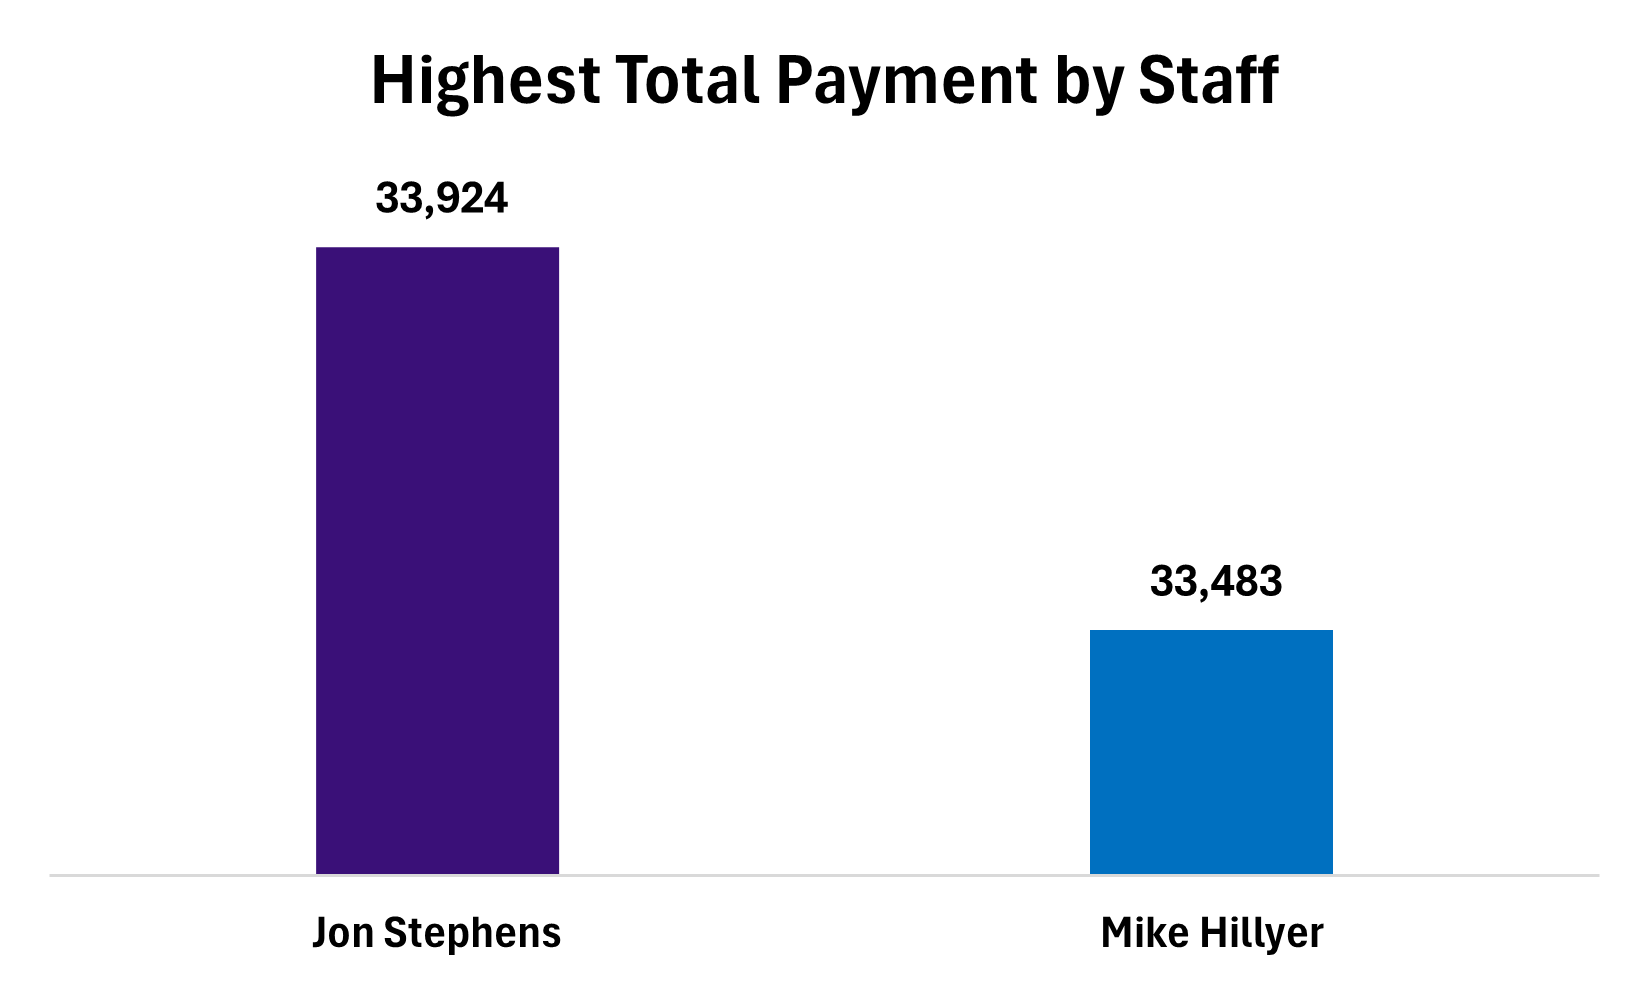 Highest Total Payment by Staff
33,924
33,483
Jon Stephens
Mike Hillyer